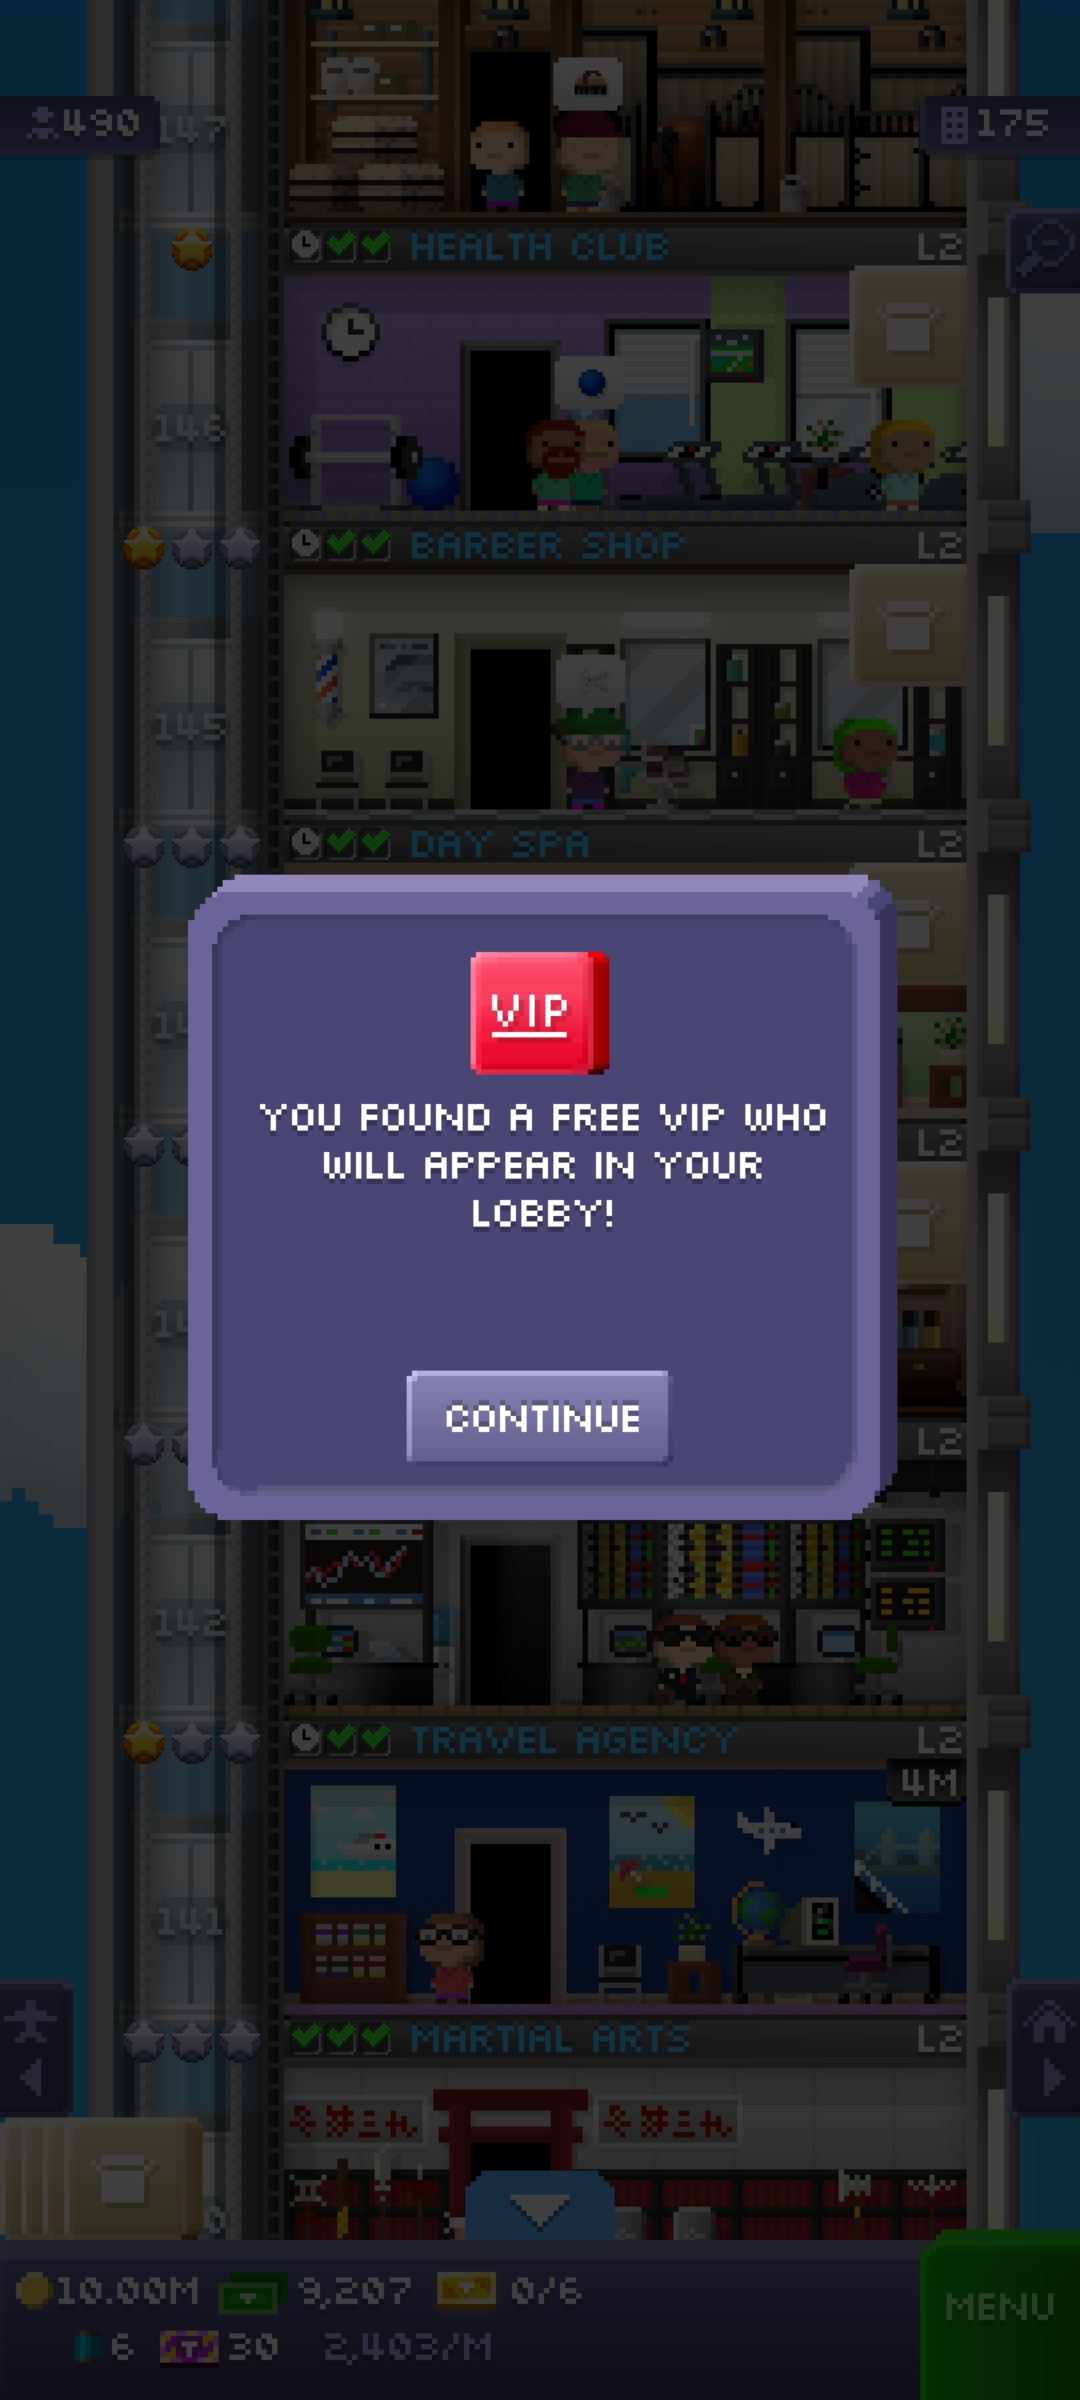 490
147
175
HEALTH CLUB
L2
146
BARBER SHOP
L2
145
DAY SPA
L2
VIP
YOU FOUND A FREE VIP WHO
WILL APPEAR IN YOUR
LOBBY!
L2
CONTINUE
L2
142
TRAVEL AGENCY
L2
4M
141
MARTIAL ARTS
L2
10.00M
9,207
0/6
6
T
30
2,403/M
MENU